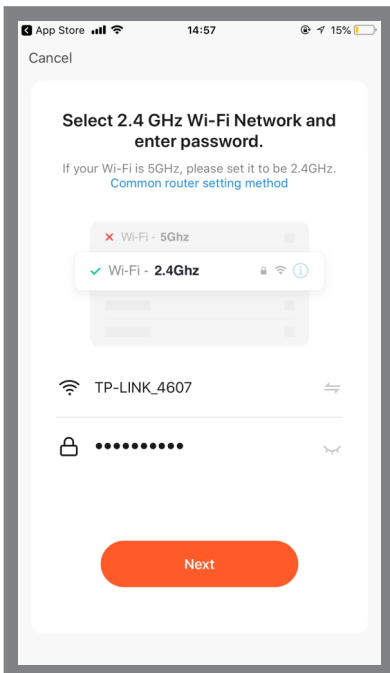 App Store 14:57 15%
Cancel
Select 2.4 GHz Wi-Fi Network and
enter password.
If your Wi-Fi is 5GHz, please set it to be 2.4GHz.
Common router setting method
Wi-Fi - 5Ghz
Wi-Fi - 2.4Ghz
TP-LINK_4607
●●●●●●●●●●
Next